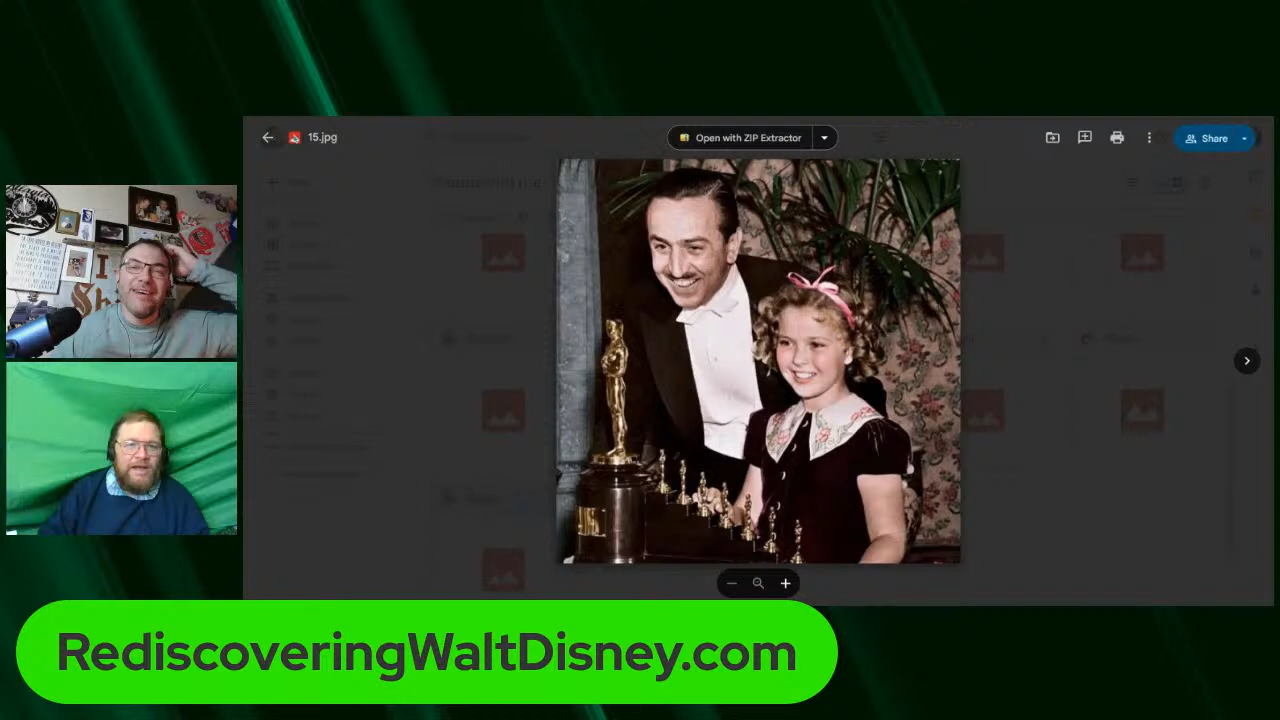 15.jpg
Open with ZIP Extractor
Share
RediscoveringWaltDisney.com